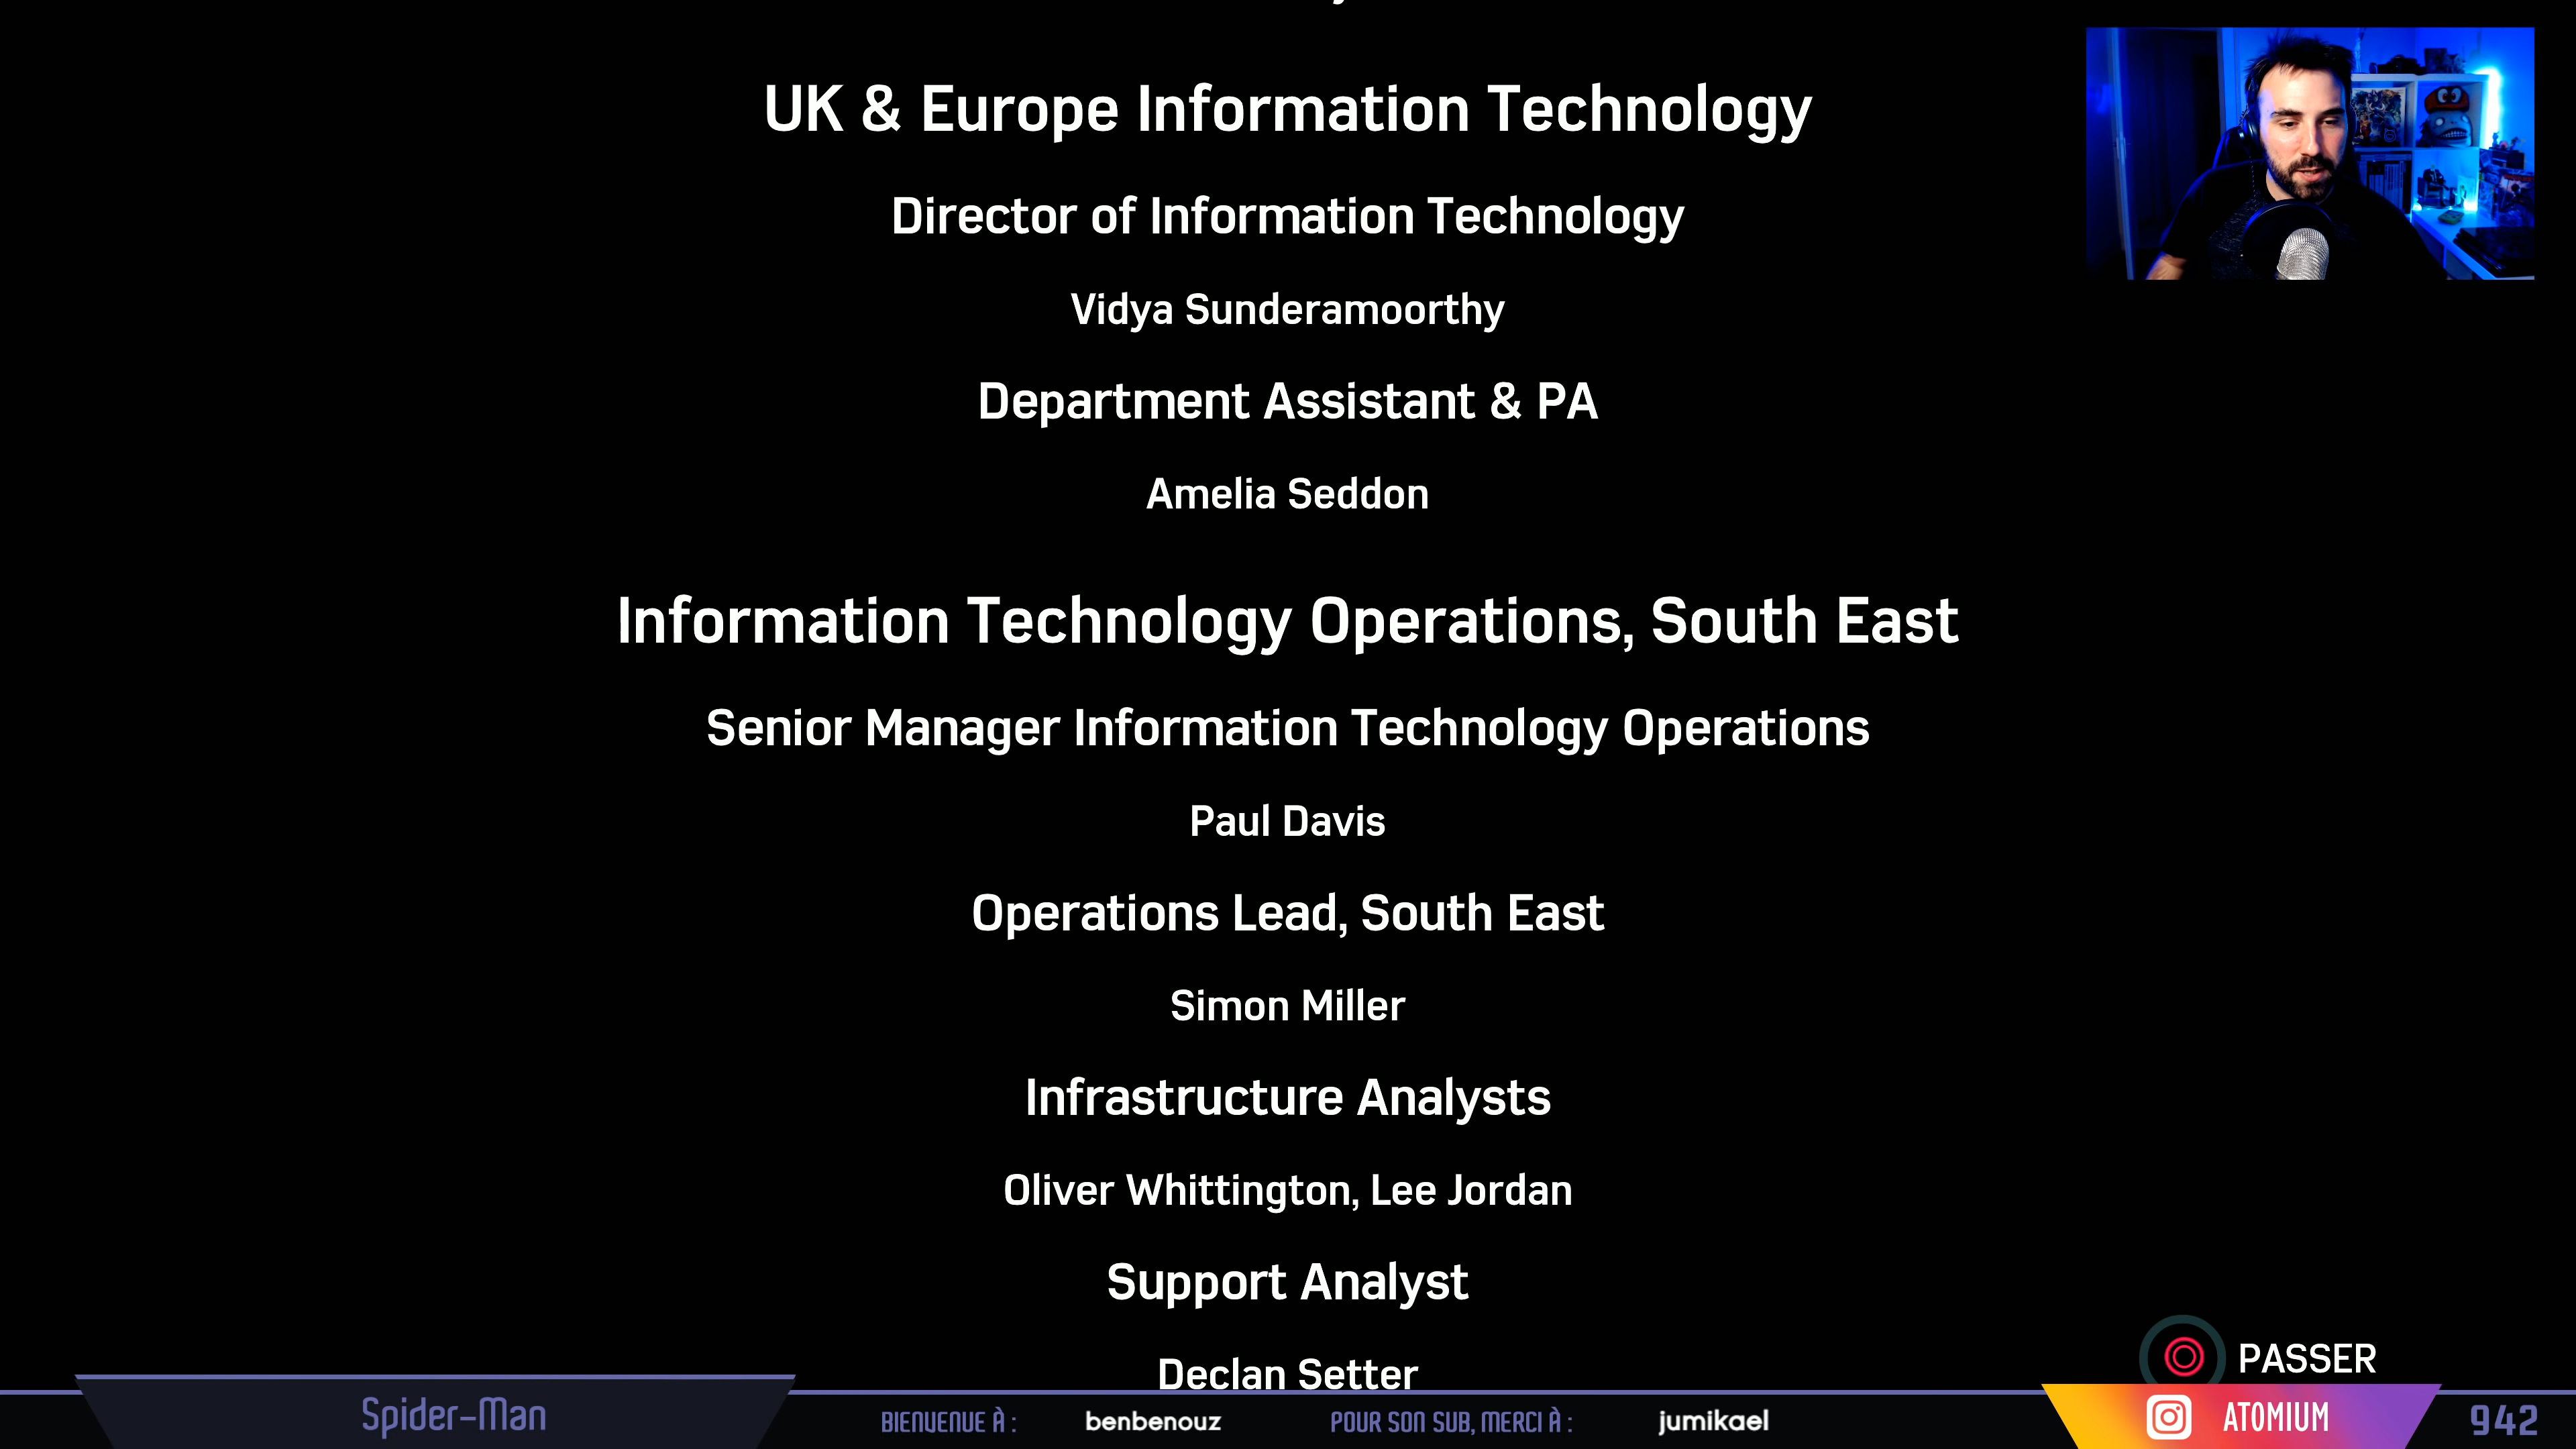 UK & Europe Information Technology
Director of Information Technology
Vidya Sunderamoorthy
Department Assistant & PA
Amelia Seddon
Information Technology Operations, South East
Senior Manager Information Technology Operations
Paul Davis
Operations Lead, South East
Simon Miller
Infrastructure Analysts
Oliver Whittington, Lee Jordan
Support Analyst
Declan Setter
PASSER
Spider-Man
BIENVENUE À : benbenouz POUR SON SUB, MERCI À : jumikael
ATOMIUM
942